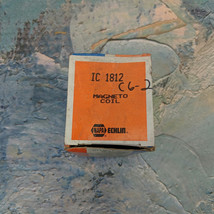 IC 1812
C6-2
MAGNETO
COIL
NAPA ECHLIN